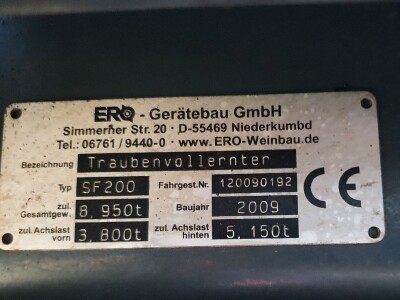 ERO - Gerätebau GmbH
Simmerner Str. 20 · D-55469 Niederkumbd
Tel.: 06761 / 9440-0 · www.ERO-Weinbau.de
Bezeichnung Traubenvollernter
Typ SF200 Fahrgest.Nr. 120090192
zul. Gesamtgew. 8.950t Baujahr 2009
zul. Achslast vorn 3.800t zul. Achslast hinten 5.150t
CE